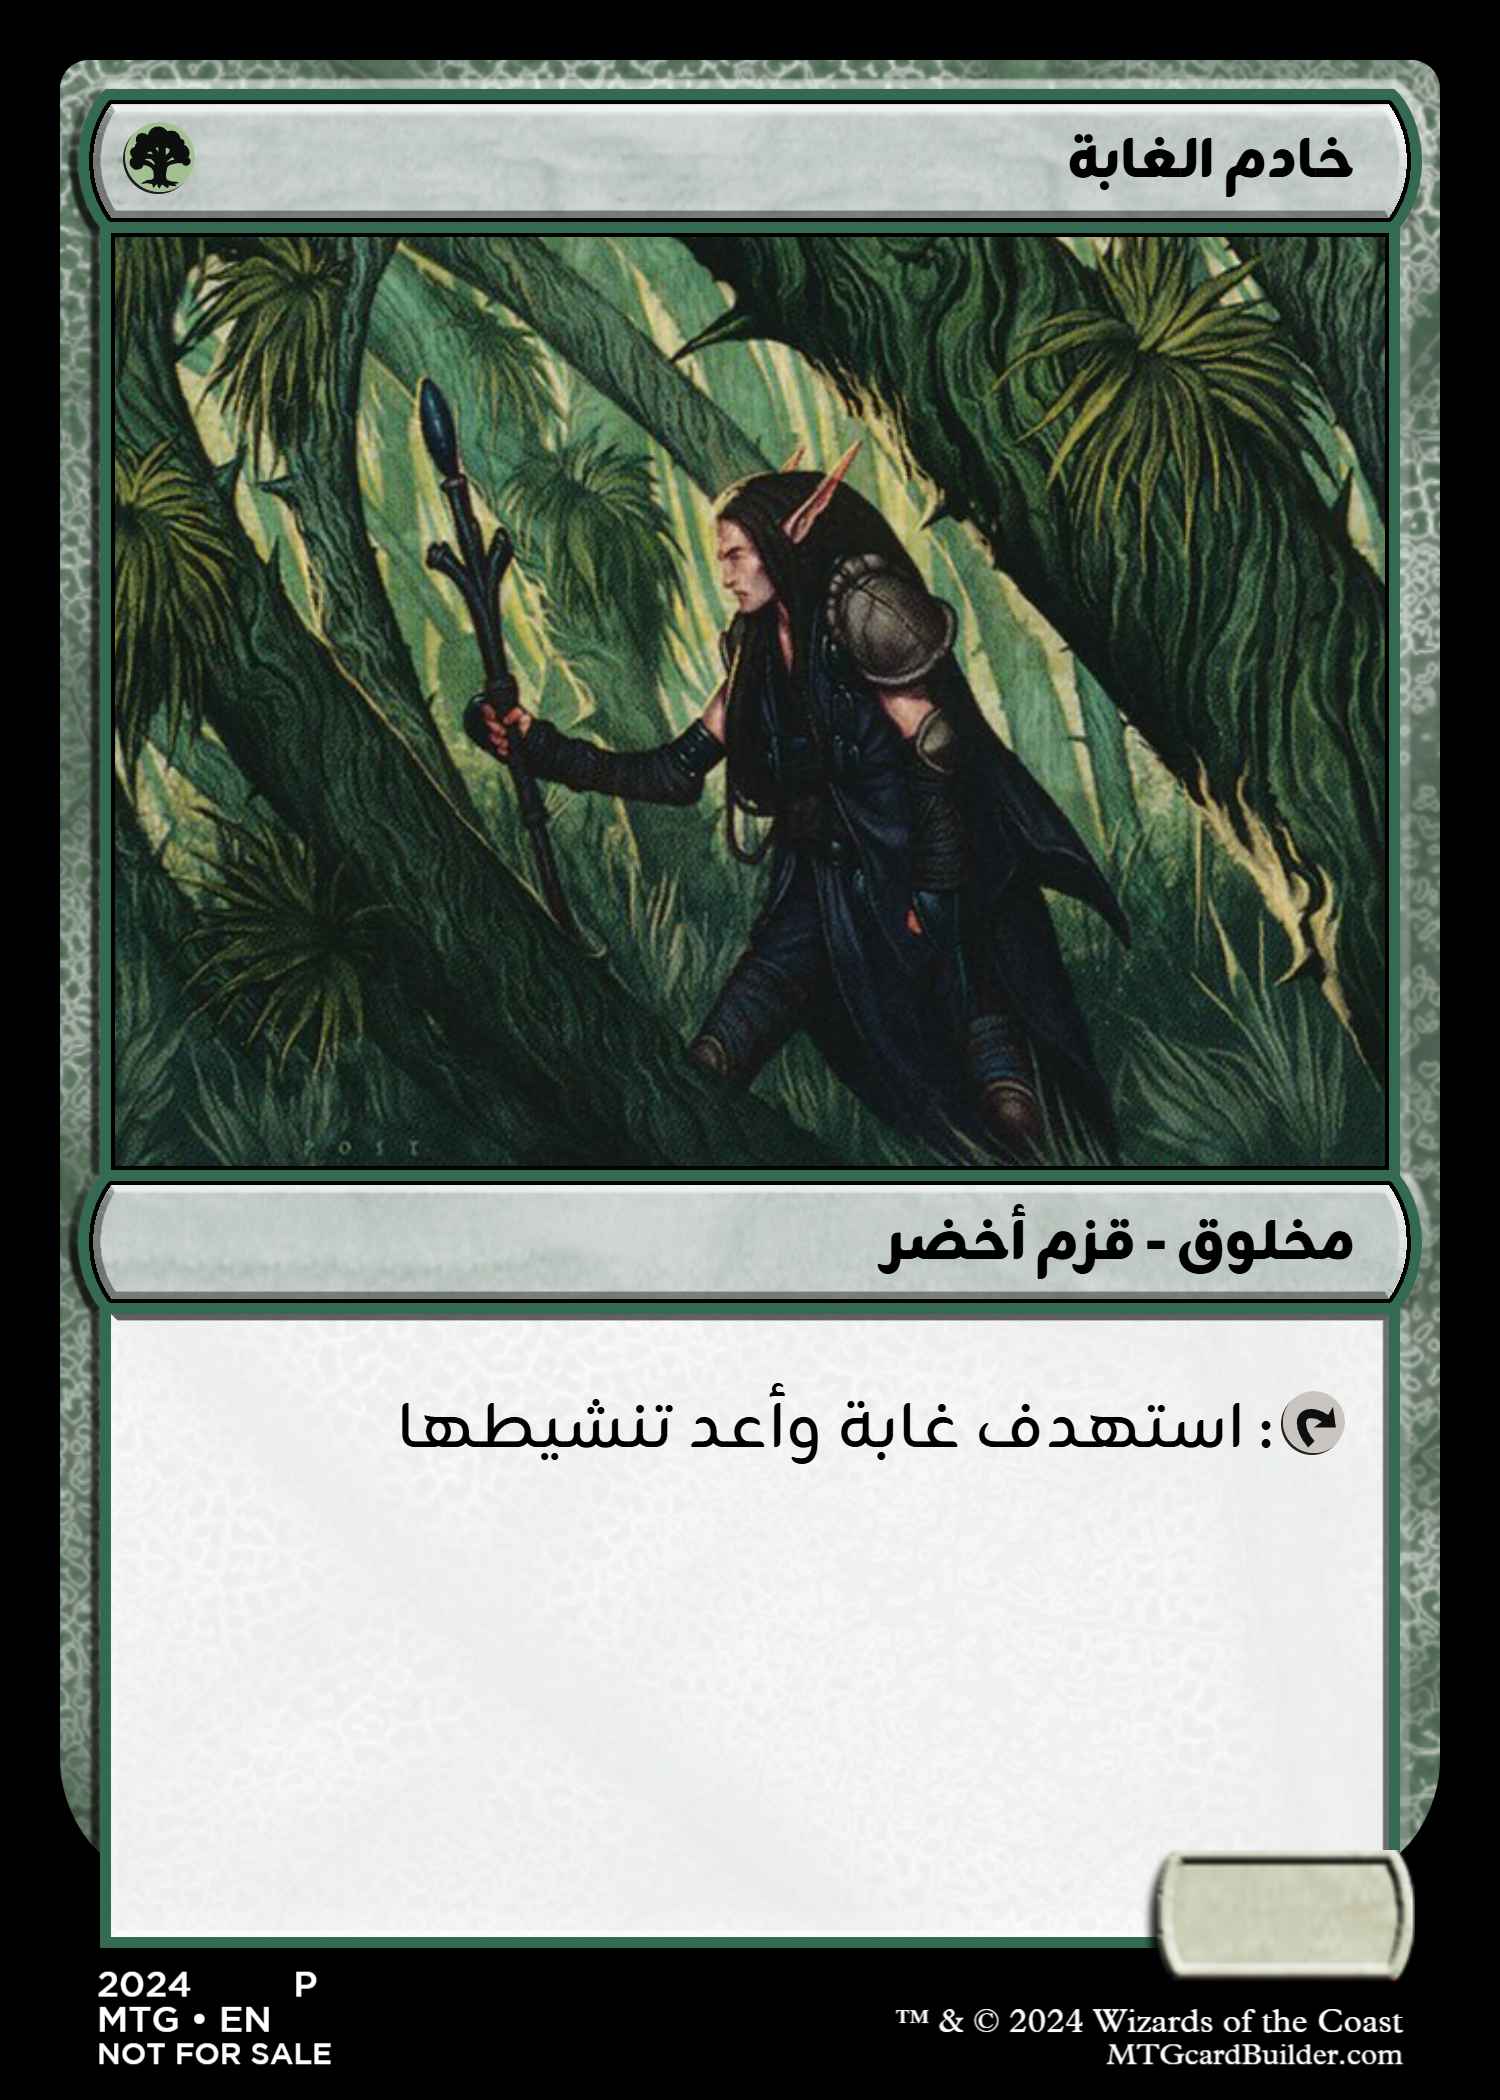 خادم الغابة
مخلوق - قزم أخضر
: استهدف غابة وأعد تنشيطها
2024 P
MTG • EN
NOT FOR SALE
™ & © 2024 Wizards of the Coast
MTGcardBuilder.com